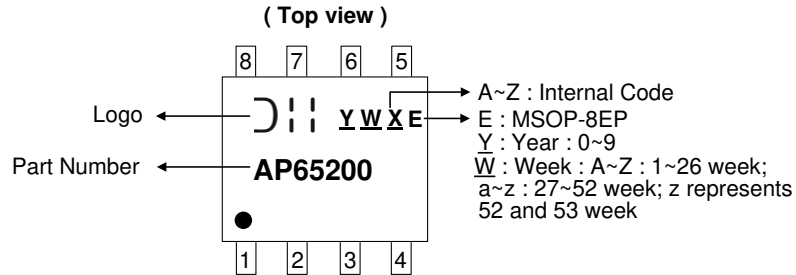 ( Top view )
8 7 6 5
Logo
Y W X E
A~Z : Internal Code
E : MSOP-8EP
Y : Year : 0~9
W : Week : A~Z : 1~26 week;
a~z : 27~52 week; z represents
52 and 53 week
Part Number
AP65200
1 2 3 4